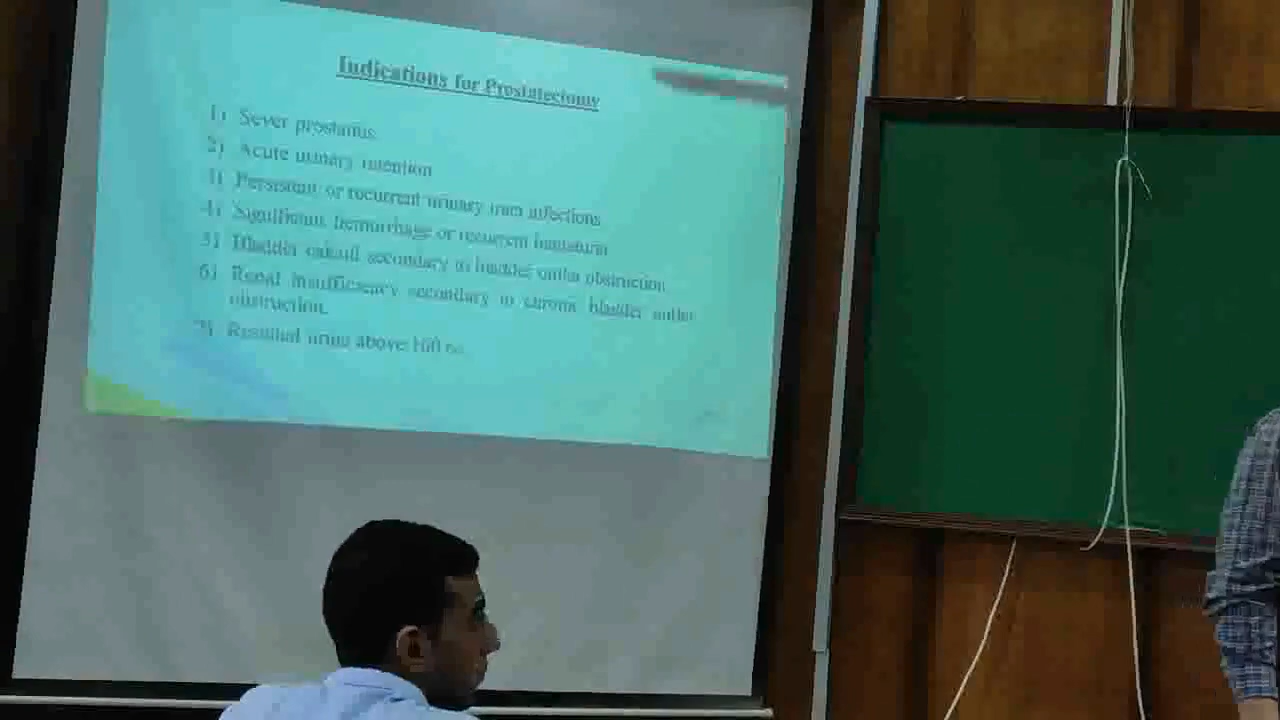 Indications for Prostatectomy
1) Sever prostatitis
2) Acute urinary retention
3) Persistent or recurrent urinary tract infections
4) Significant hemorrhage or recurrent hematuria
5) Bladder calculi secondary to bladder outlet obstruction
6) Renal insufficiency secondary to chronic bladder outlet
obstruction.
7) Residual urine above